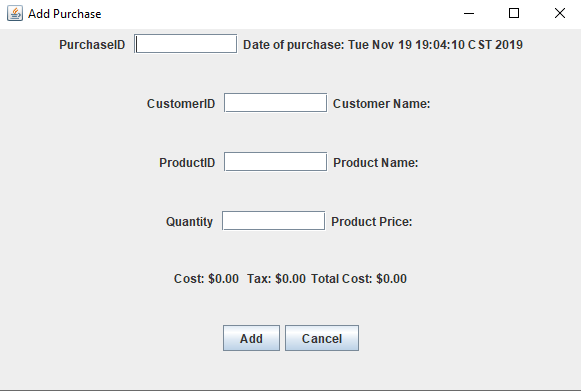 Add Purchase
PurchaseID Date of purchase: Tue Nov 19 19:04:10 CST 2019
CustomerID Customer Name:
ProductID Product Name:
Quantity Product Price:
Cost: $0.00 Tax: $0.00 Total Cost: $0.00
Add Cancel